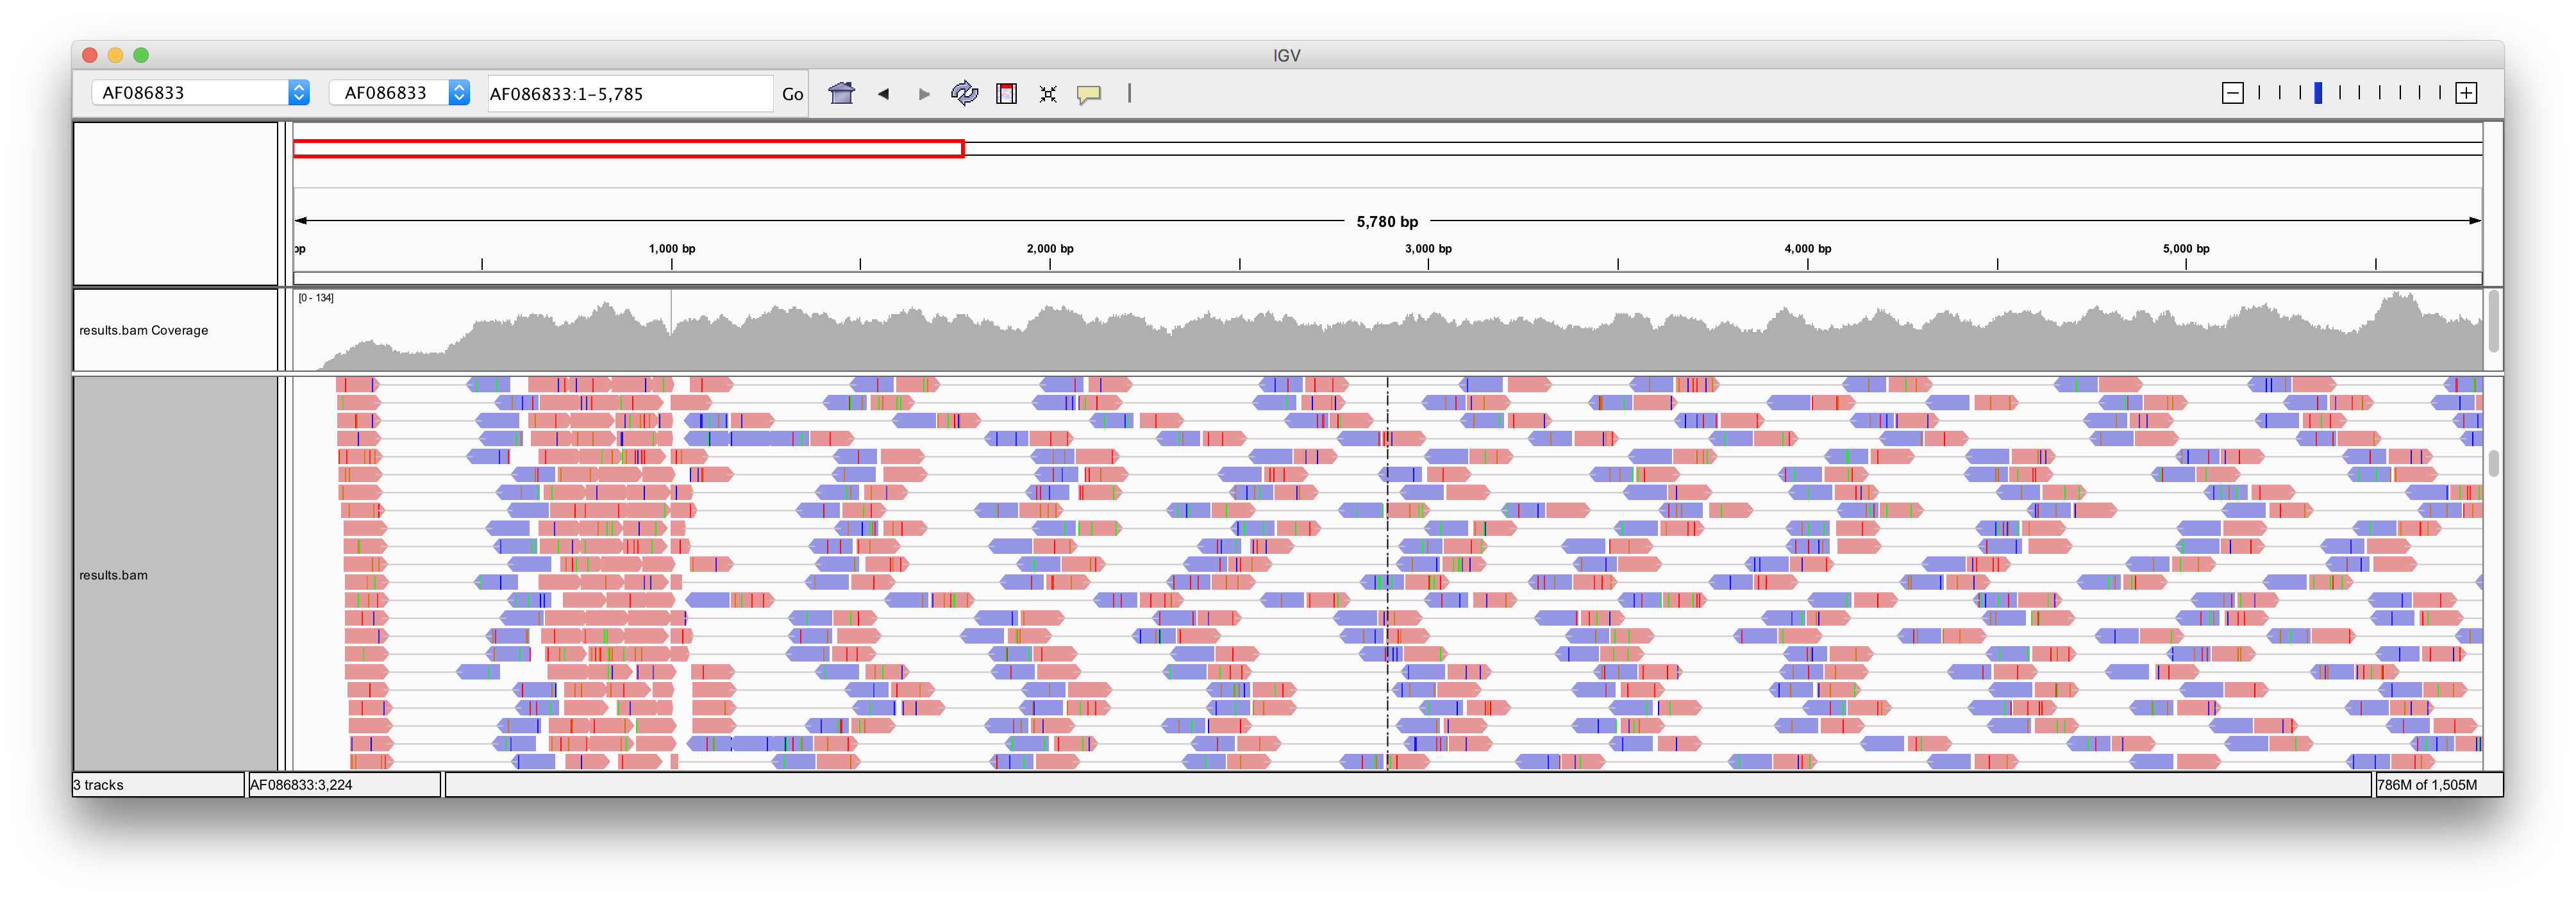 IGV
AF086833 AF086833 AF086833:1-5,785 Go
5,780 bp
bp 1,000 bp 2,000 bp 3,000 bp 4,000 bp 5,000 bp
[0 - 134]
results.bam Coverage
results.bam
3 tracks AF086833:3,224 786M of 1,505M